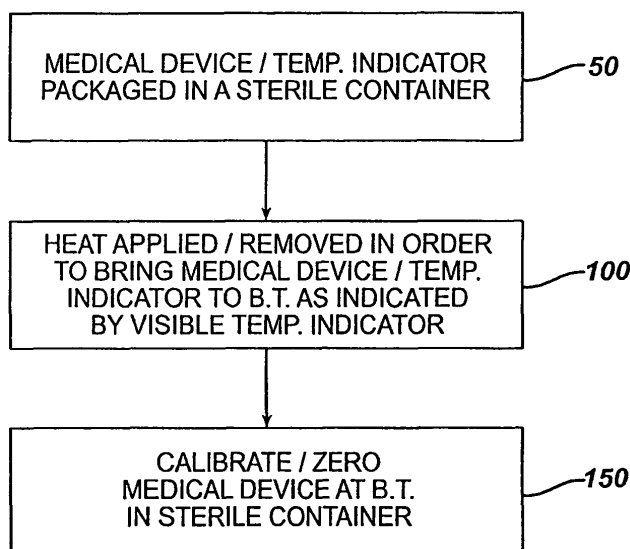 MEDICAL DEVICE / TEMP. INDICATOR
PACKAGED IN A STERILE CONTAINER
50
HEAT APPLIED / REMOVED IN ORDER
TO BRING MEDICAL DEVICE / TEMP.
INDICATOR TO B.T. AS INDICATED
BY VISIBLE TEMP. INDICATOR
100
CALIBRATE / ZERO
MEDICAL DEVICE AT B.T.
IN STERILE CONTAINER
150